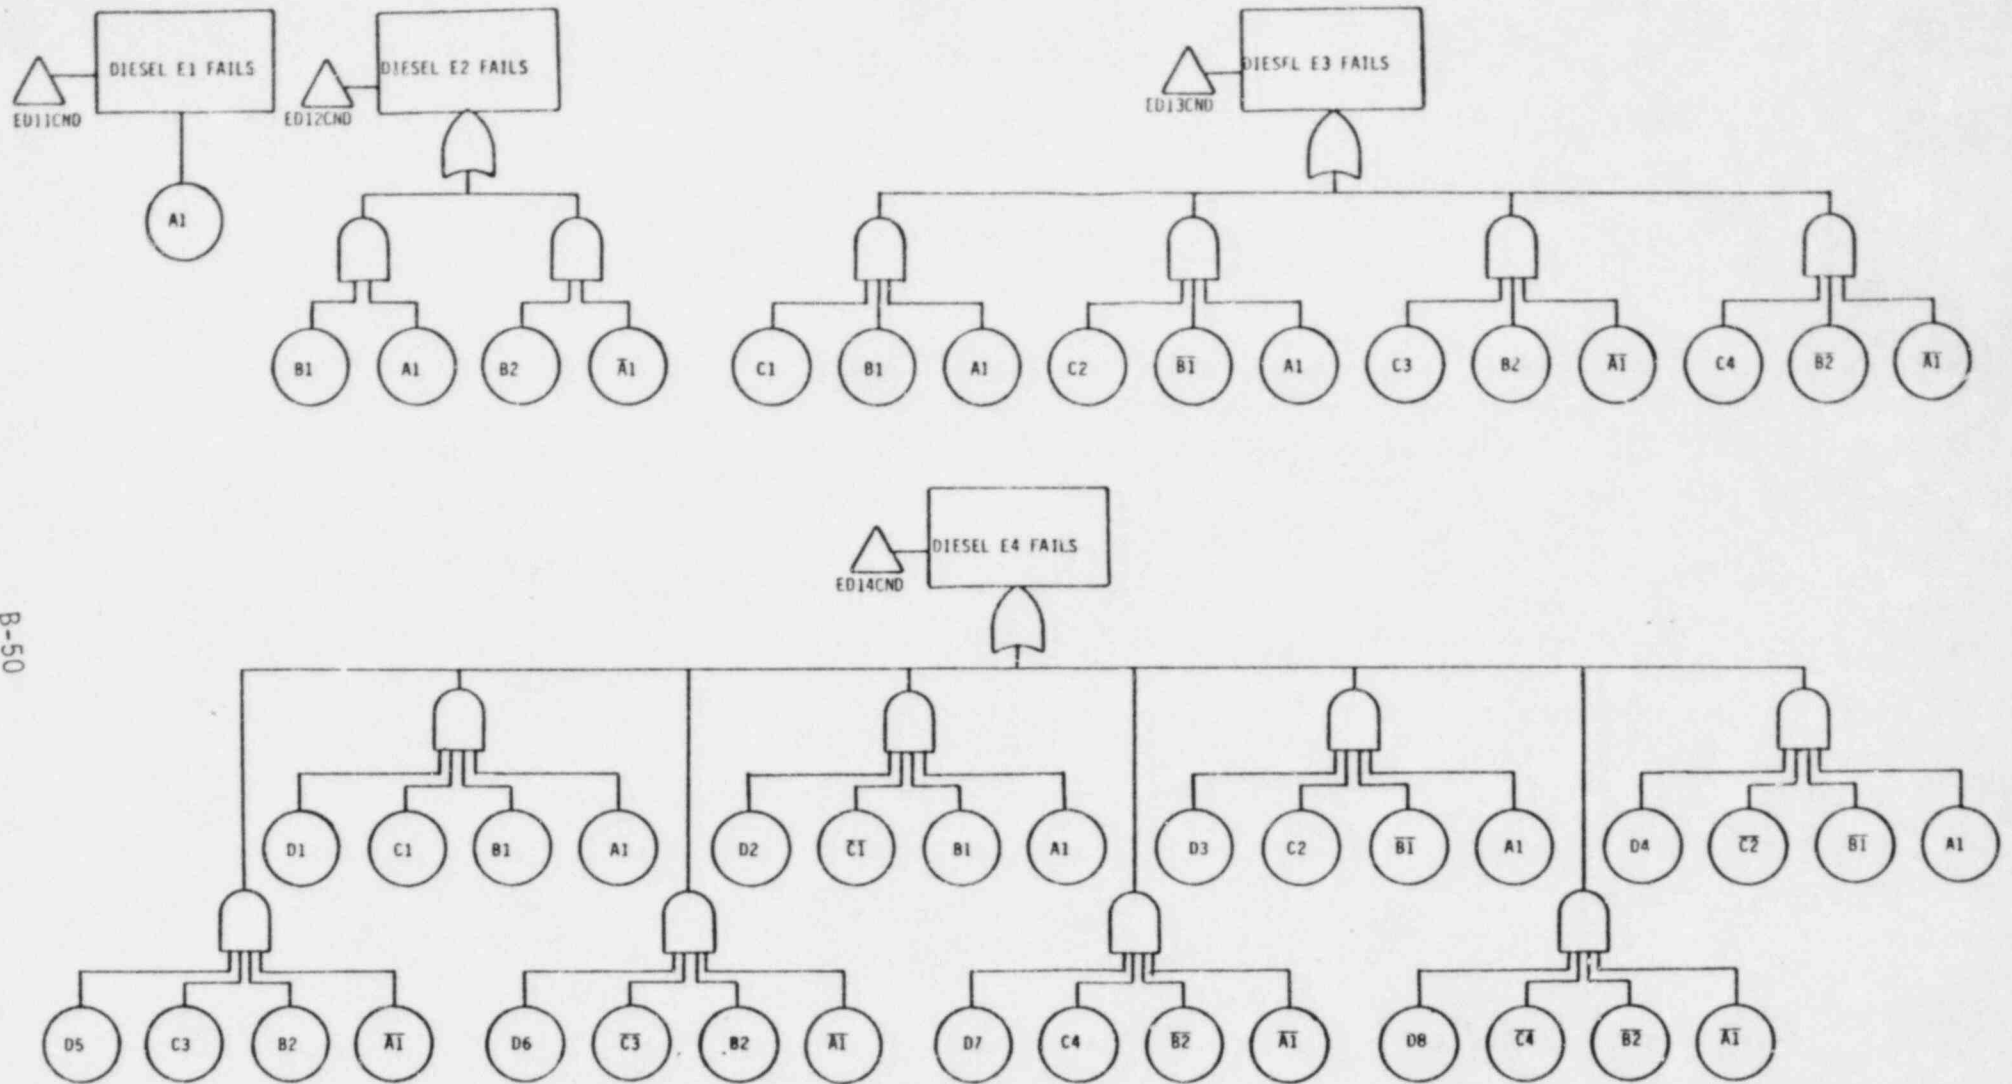 DIESEL E1 FAILS
ED11CND
A1
DIESEL E2 FAILS
ED12CND
B1
A1
B2
A̅1
DIESEL E3 FAILS
ED13CND
C1
B1
A1
C2
B̅1̅
A1
C3
B2
A̅1̅
C4
B̅2̅
A̅1̅
DIESEL E4 FAILS
ED14CND
D1
C1
B1
A1
D2
C̅1̅
B1
A1
D3
C2
B̅1̅
A1
D4
C̅2̅
B̅1̅
A1
D5
C3
B2
A̅1̅
D6
C̅3̅
B2
A̅1̅
D7
C4
B̅2̅
A̅1̅
D8
C̅4̅
B̅2̅
A̅1̅
B-50